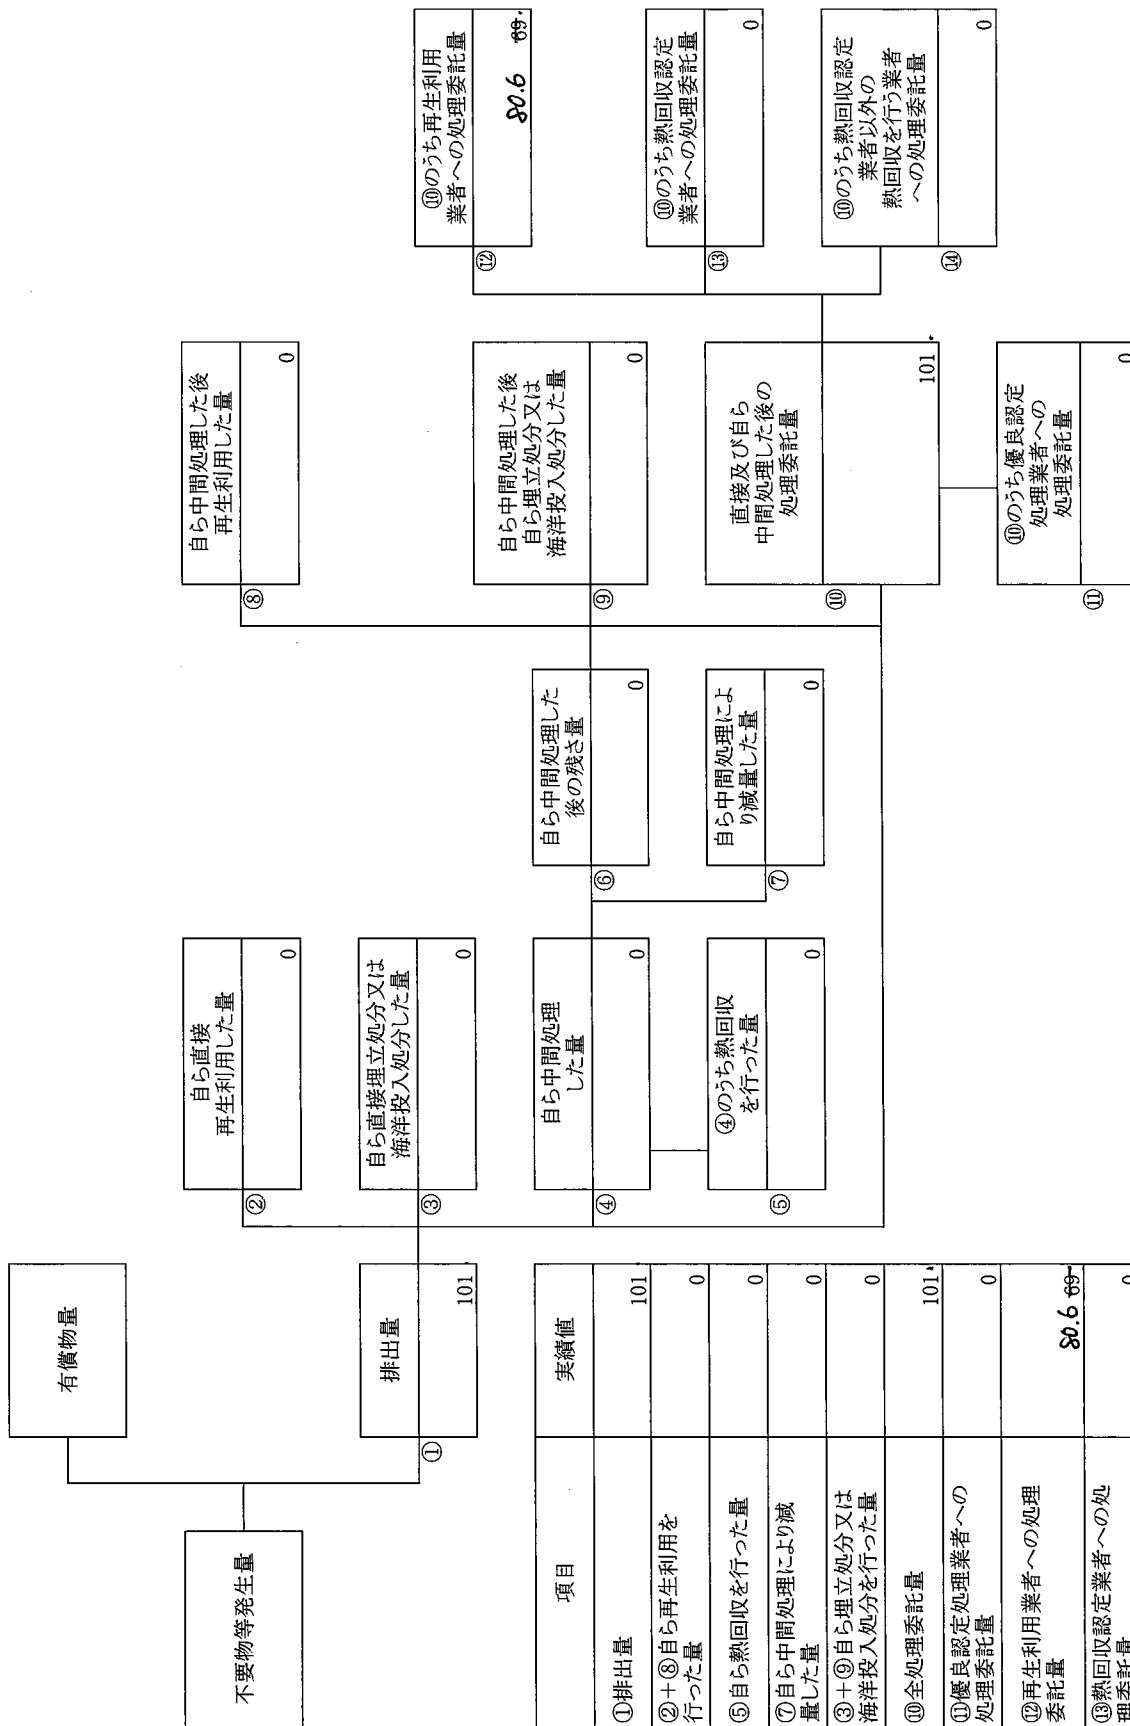 不要物等発生量
有償物量
①
排出量
101
②
自ら直接
再生利用した量
0
③
自ら直接埋立処分又は
海洋投入処分した量
0
④
自ら中間処理
した量
0
⑤
④のうち熱回収
を行った量
0
⑥
自ら中間処理した
後の残さ量
0
⑦
自ら中間処理によ
り減量した量
0
⑧
自ら中間処理した後
再生利用した量
0
⑨
自ら中間処理した後
自ら埋立処分又は
海洋投入処分した量
0
⑩
直接及び自ら
中間処理した後の
処理委託量
101.
⑪
⑩のうち優良認定
処理業者への
処理委託量
0
⑫
⑩のうち再生利用
業者への処理委託量
80.6 69.
⑬
⑩のうち熱回収認定
業者への処理委託量
0
⑭
⑩のうち熱回収認定
業者以外の
熱回収を行う業者
への処理委託量
0
項目 実績値
①排出量 101
②+⑧自ら再生利用を
行った量 0
⑤自ら熱回収を行った量 0
⑦自ら中間処理により減
量した量 0
③+⑨自ら埋立処分又は
海洋投入処分を行った量 0
⑩全処理委託量 101.
⑪優良認定処理業者への
処理委託量 0
⑫再生利用業者への処理
委託量 80.6 69.
⑬熱回収認定業者への処
理委託量 0